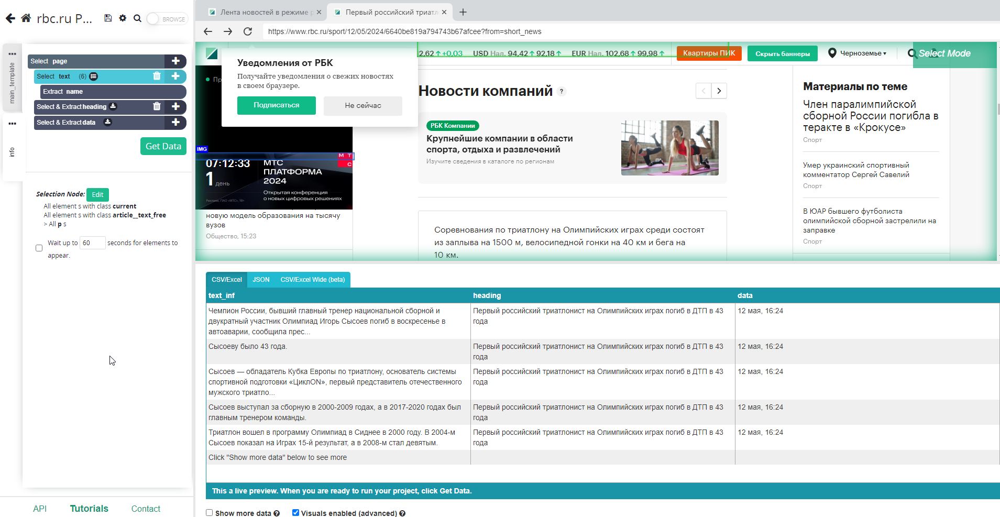 rbc.ru P...
BROWSE
main_template
info
Select page
Select text (6)
Extract name
Select & Extract heading
Select & Extract data
Get Data
Selection Node: Edit
All element s with class current
All element s with class article__text_free
> All p s
Wait up to 60 seconds for elements to
appear.
API Tutorials Contact
Лента новостей в режиме р
Первый российский триатл
https://www.rbc.ru/sport/12/05/2024/6640be819a794743b67afcee?from=short_news
2,62 +0,03 USD Нал. 94,42 92,18 EUR Нал. 102,68 99,98
Квартиры ПИК
Скрыть баннеры
Черноземье
Select Mode
Пр
Уведомления от РБК
Получайте уведомления о свежих новостях
в своем браузере.
Подписаться
Не сейчас
IMG
М Т
С
07:12:33
1 день
МТС
ПЛАТФОРМА
2024
Открытая конференция
о новых цифровых решениях
Реклама, ПАО «МТС», 18+
новую модель образования на тысячу
вузов
Общество, 15:23
Новости компаний ?
РБК Компании
Крупнейшие компании в области
спорта, отдыха и развлечений
Изучите сведения в каталоге по регионам
Соревнования по триатлону на Олимпийских играх среди состоят
из заплыва на 1500 м, велосипедной гонки на 40 км и бега на
10 км.
Материалы по теме
Член паралимпийской
сборной России погибла в
теракте в «Крокусе»
Спорт
Умер украинский спортивный
комментатор Сергей Савелий
Спорт
В ЮАР бывшего футболиста
олимпийской сборной застрелили на
заправке
Спорт
CSV/Excel JSON CSV/Excel Wide (beta)
text_inf heading data
Чемпион России, бывший главный тренер национальной сборной и
двукратный участник Олимпиад Игорь Сысоев погиб в воскресенье в
автоаварии, сообщила прес...
Первый российский триатлонист на Олимпийских играх погиб в ДТП в 43
года
12 мая, 16:24
Сысоеву было 43 года.
Первый российский триатлонист на Олимпийских играх погиб в ДТП в 43
года
12 мая, 16:24
Сысоев — обладатель Кубка Европы по триатлону, основатель системы
спортивной подготовки «ЦиклON», первый представитель отечественного
мужского триатло...
Первый российский триатлонист на Олимпийских играх погиб в ДТП в 43
года
12 мая, 16:24
Сысоев выступал за сборную в 2000-2009 годах, а в 2017-2020 годах был
главным тренером команды.
Первый российский триатлонист на Олимпийских играх погиб в ДТП в 43
года
12 мая, 16:24
Триатлон вошел в программу Олимпиад в Сиднее в 2000 году. В 2004-м
Сысоев показал на Играх 15-й результат, а в 2008-м стал девятым.
Первый российский триатлонист на Олимпийских играх погиб в ДТП в 43
года
12 мая, 16:24
Click "Show more data" below to see more
This a live preview. When you are ready to run your project, click Get Data.
Show more data ?
Visuals enabled (advanced) ?